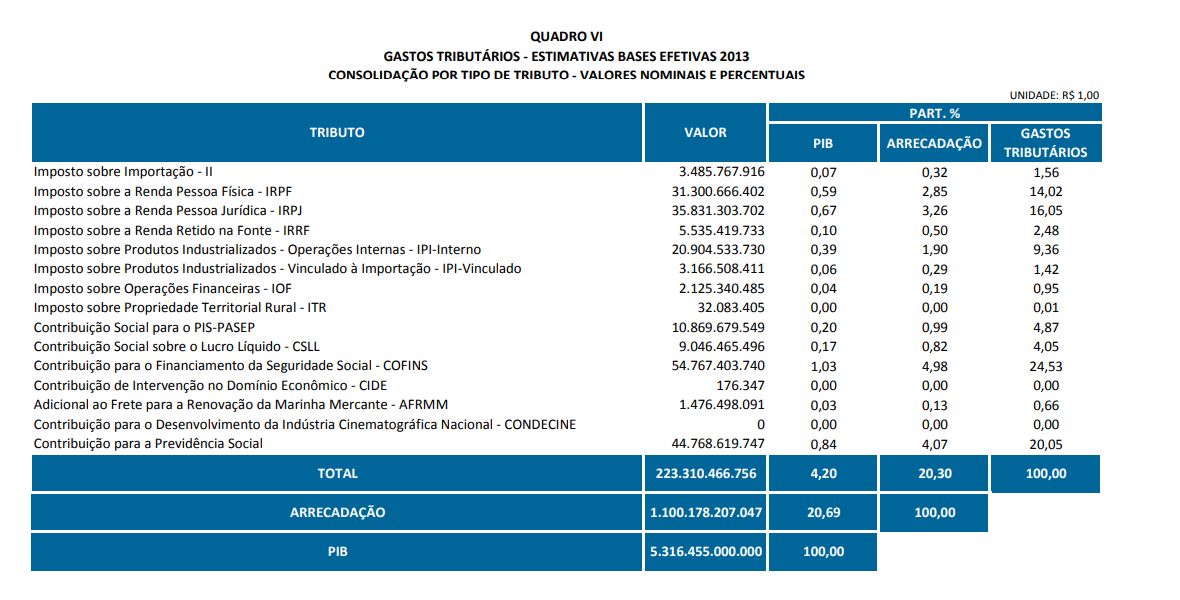 QUADRO VI
GASTOS TRIBUTÁRIOS - ESTIMATIVAS BASES EFETIVAS 2013
CONSOLIDAÇÃO POR TIPO DE TRIBUTO - VALORES NOMINAIS E PERCENTUAIS
UNIDADE: R$ 1,00
TRIBUTO VALOR PART. %
PIB ARRECADAÇÃO GASTOS TRIBUTÁRIOS
Imposto sobre Importação - II 3.485.767.916 0,07 0,32 1,56
Imposto sobre a Renda Pessoa Física - IRPF 31.300.666.402 0,59 2,85 14,02
Imposto sobre a Renda Pessoa Jurídica - IRPJ 35.831.303.702 0,67 3,26 16,05
Imposto sobre a Renda Retido na Fonte - IRRF 5.535.419.733 0,10 0,50 2,48
Imposto sobre Produtos Industrializados - Operações Internas - IPI-Interno 20.904.533.730 0,39 1,90 9,36
Imposto sobre Produtos Industrializados - Vinculado à Importação - IPI-Vinculado 3.166.508.411 0,06 0,29 1,42
Imposto sobre Operações Financeiras - IOF 2.125.340.485 0,04 0,19 0,95
Imposto sobre Propriedade Territorial Rural - ITR 32.083.405 0,00 0,00 0,01
Contribuição Social para o PIS-PASEP 10.869.679.549 0,20 0,99 4,87
Contribuição Social sobre o Lucro Líquido - CSLL 9.046.465.496 0,17 0,82 4,05
Contribuição para o Financiamento da Seguridade Social - COFINS 54.767.403.740 1,03 4,98 24,53
Contribuição de Intervenção no Domínio Econômico - CIDE 176.347 0,00 0,00 0,00
Adicional ao Frete para a Renovação da Marinha Mercante - AFRMM 1.476.498.091 0,03 0,13 0,66
Contribuição para o Desenvolvimento da Indústria Cinematográfica Nacional - CONDECINE 0 0,00 0,00 0,00
Contribuição para a Previdência Social 44.768.619.747 0,84 4,07 20,05
TOTAL 223.310.466.756 4,20 20,30 100,00
ARRECADAÇÃO 1.100.178.207.047 20,69 100,00
PIB 5.316.455.000.000 100,00